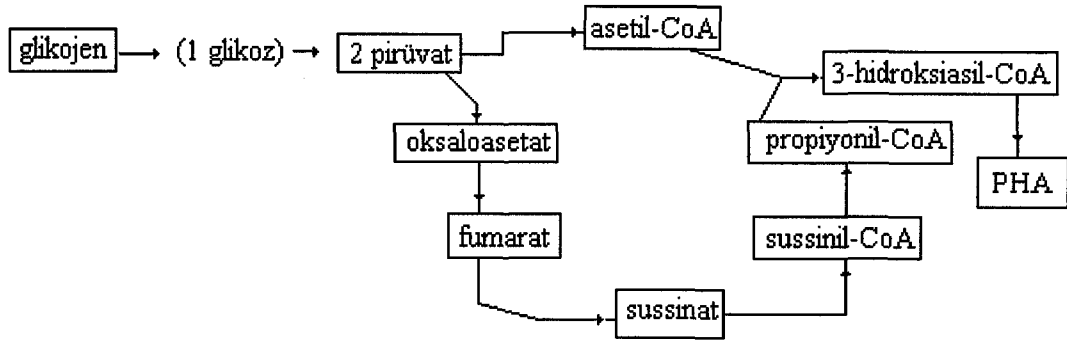 glikojen
(1 glikoz)
2 pirüvat
asetil-CoA
3-hidroksiasil-CoA
oksaloasetat
propiyonil-CoA
PHA
fumarat
sussinil-CoA
sussinat